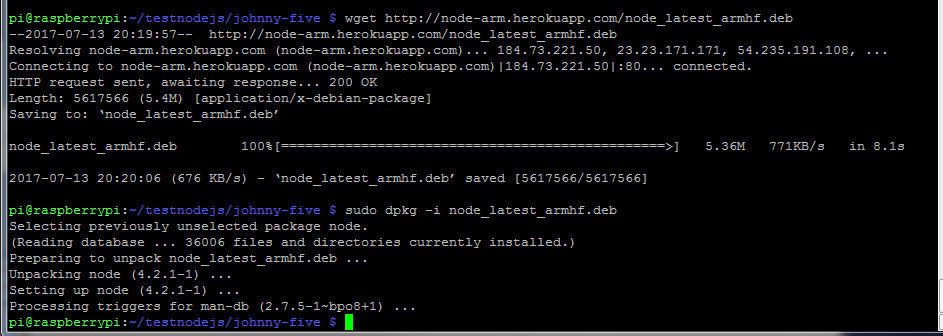 pi@raspberrypi:~/testnodejs/johnny-five $ wget http://node-arm.herokuapp.com/node_latest_armhf.deb
--2017-07-13 20:19:57--  http://node-arm.herokuapp.com/node_latest_armhf.deb
Resolving node-arm.herokuapp.com (node-arm.herokuapp.com)... 184.73.221.50, 23.23.171.171, 54.235.191.108, ...
Connecting to node-arm.herokuapp.com (node-arm.herokuapp.com)|184.73.221.50|:80... connected.
HTTP request sent, awaiting response... 200 OK
Length: 5617566 (5.4M) [application/x-debian-package]
Saving to: ‘node_latest_armhf.deb’
node_latest_armhf.deb        100%[================================================>]   5.36M   771KB/s   in 8.1s
2017-07-13 20:20:06 (676 KB/s) - ‘node_latest_armhf.deb’ saved [5617566/5617566]
pi@raspberrypi:~/testnodejs/johnny-five $ sudo dpkg -i node_latest_armhf.deb
Selecting previously unselected package node.
(Reading database ... 36006 files and directories currently installed.)
Preparing to unpack node_latest_armhf.deb ...
Unpacking node (4.2.1-1) ...
Setting up node (4.2.1-1) ...
Processing triggers for man-db (2.7.5-1~bpo8+1) ...
pi@raspberrypi:~/testnodejs/johnny-five $